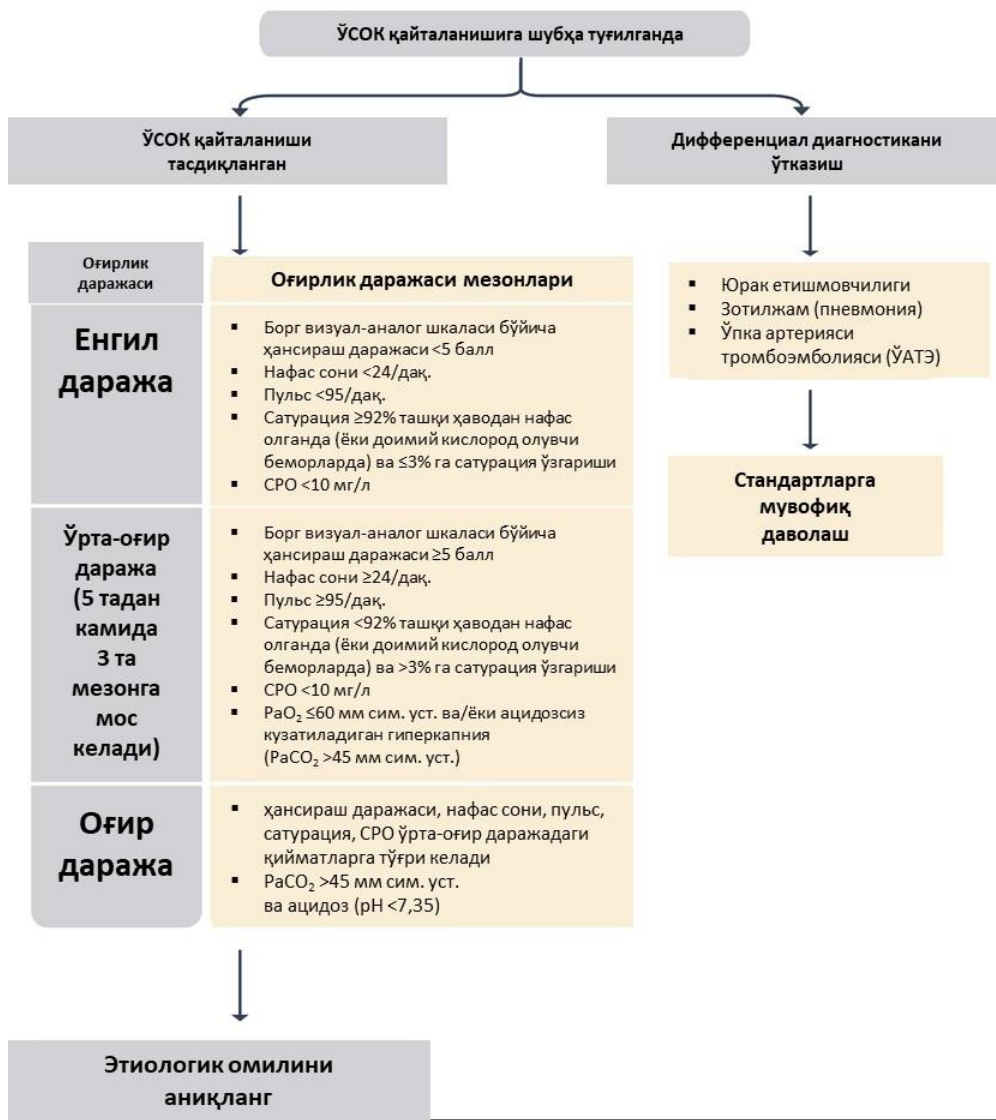 ЎСОК қайталанишига шубҳа туғилганда
ЎСОК қайталаниши
тасдиқланган
Дифференциал диагностикани
ўтказиш
Оғирлик
даражаси
Оғирлик даражаси мезонлари
Енгил
даража
▪ Борг визуал-аналог шкаласи бўйича
ҳансираш даражаси <5 балл
▪ Нафас сони <24/дақ.
▪ Пульс <95/дақ.
▪ Сатурация ≥92% ташқи ҳаводан нафас
олганда (ёки доимий кислород олувчи
беморларда) ва ≤3% га сатурация ўзгариши
▪ СРО <10 мг/л
Ўрта-оғир
даража
(5 тадан
камида
3 та
мезонга
мос
келади)
▪ Борг визуал-аналог шкаласи бўйича
ҳансираш даражаси ≥5 балл
▪ Нафас сони ≥24/дақ.
▪ Пульс ≥95/дақ.
▪ Сатурация <92% ташқи ҳаводан нафас
олганда (ёки доимий кислород олувчи
беморларда) ва >3% га сатурация ўзгариши
▪ СРО <10 мг/л
▪ PaO₂ ≤60 мм сим. уст. ва/ёки ацидозсиз
кузатиладиган гиперкапния
(PaCO₂ >45 мм сим. уст.)
Оғир
даража
▪ ҳансираш даражаси, нафас сони, пульс,
сатурация, СРО ўрта-оғир даражадаги
қийматларга тўғри келади
▪ PaCO₂ >45 мм сим. уст.
ва ацидоз (pH <7,35)
Этиологик омилини
аниқланг
▪ Юрак етишмовчилиги
▪ Зотилжам (пневмония)
▪ Ўпка артерияси
тромбоэмболияси (ЎАТЭ)
Стандартларга
мувофиқ
даволаш